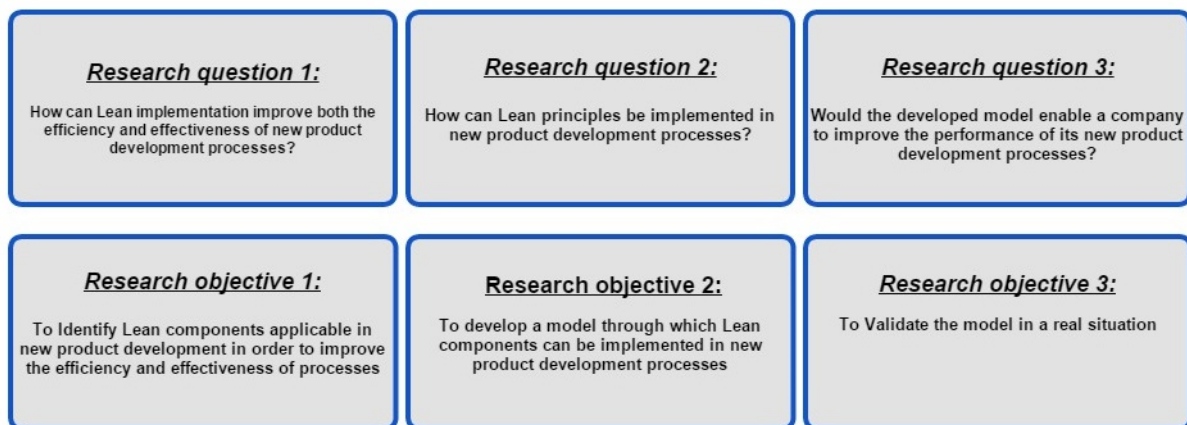 Research question 1:
How can Lean implementation improve both the
efficiency and effectiveness of new product
development processes?
Research question 2:
How can Lean principles be implemented in
new product development processes?
Research question 3:
Would the developed model enable a company
to improve the performance of its new product
development processes?
Research objective 1:
To Identify Lean components applicable in
new product development in order to improve
the efficiency and effectiveness of processes
Research objective 2:
To develop a model through which Lean
components can be implemented in new
product development processes
Research objective 3:
To Validate the model in a real situation